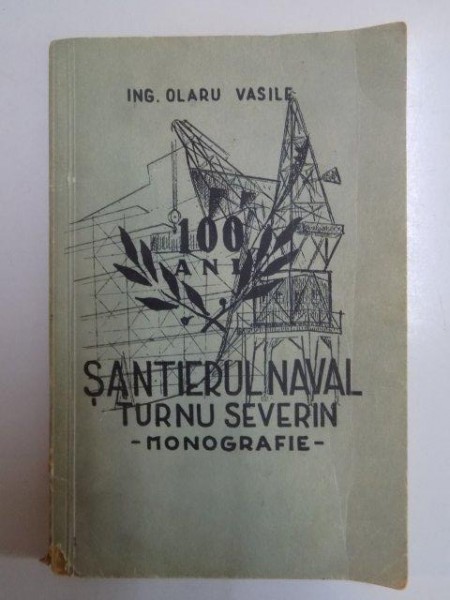 ING. OLARU VASILE
100
ANI
ȘANTIERUL NAVAL
TURNU SEVERIN
- MONOGRAFIE -